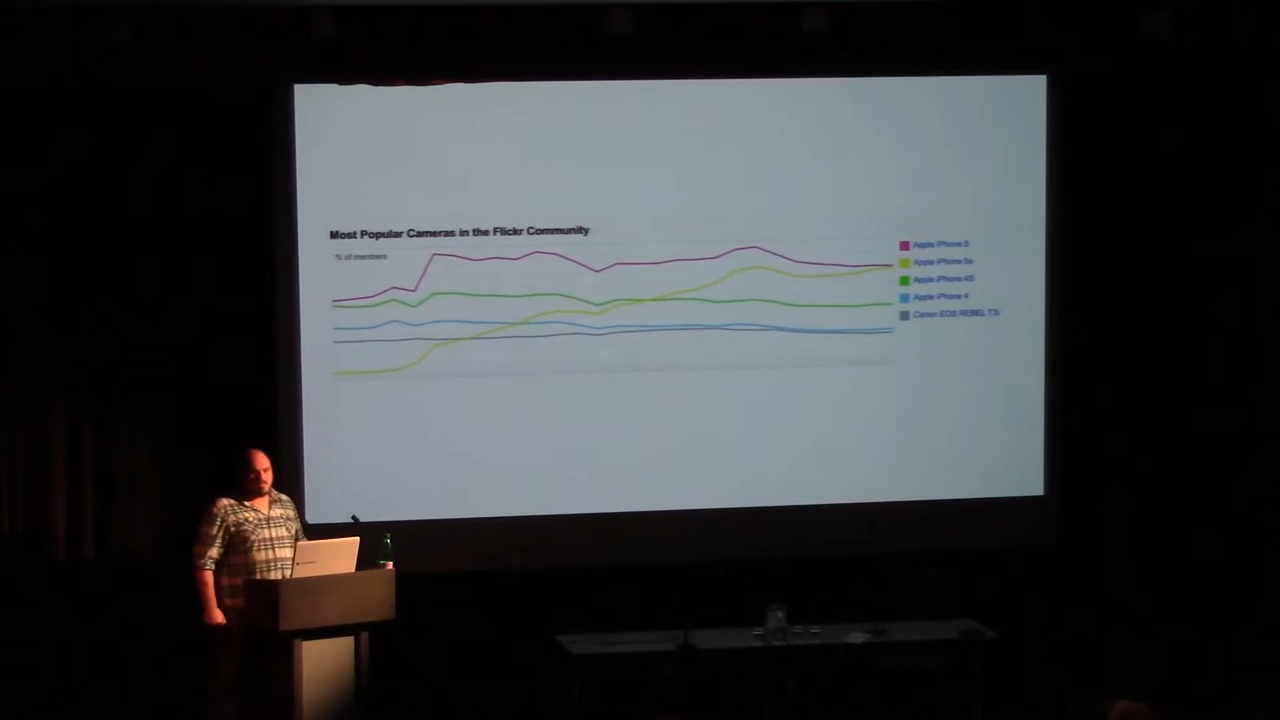 Most Popular Cameras in the Flickr Community
% of members
Apple iPhone 5
Apple iPhone 5s
Apple iPhone 4S
Apple iPhone 4
Canon EOS REBEL T3i